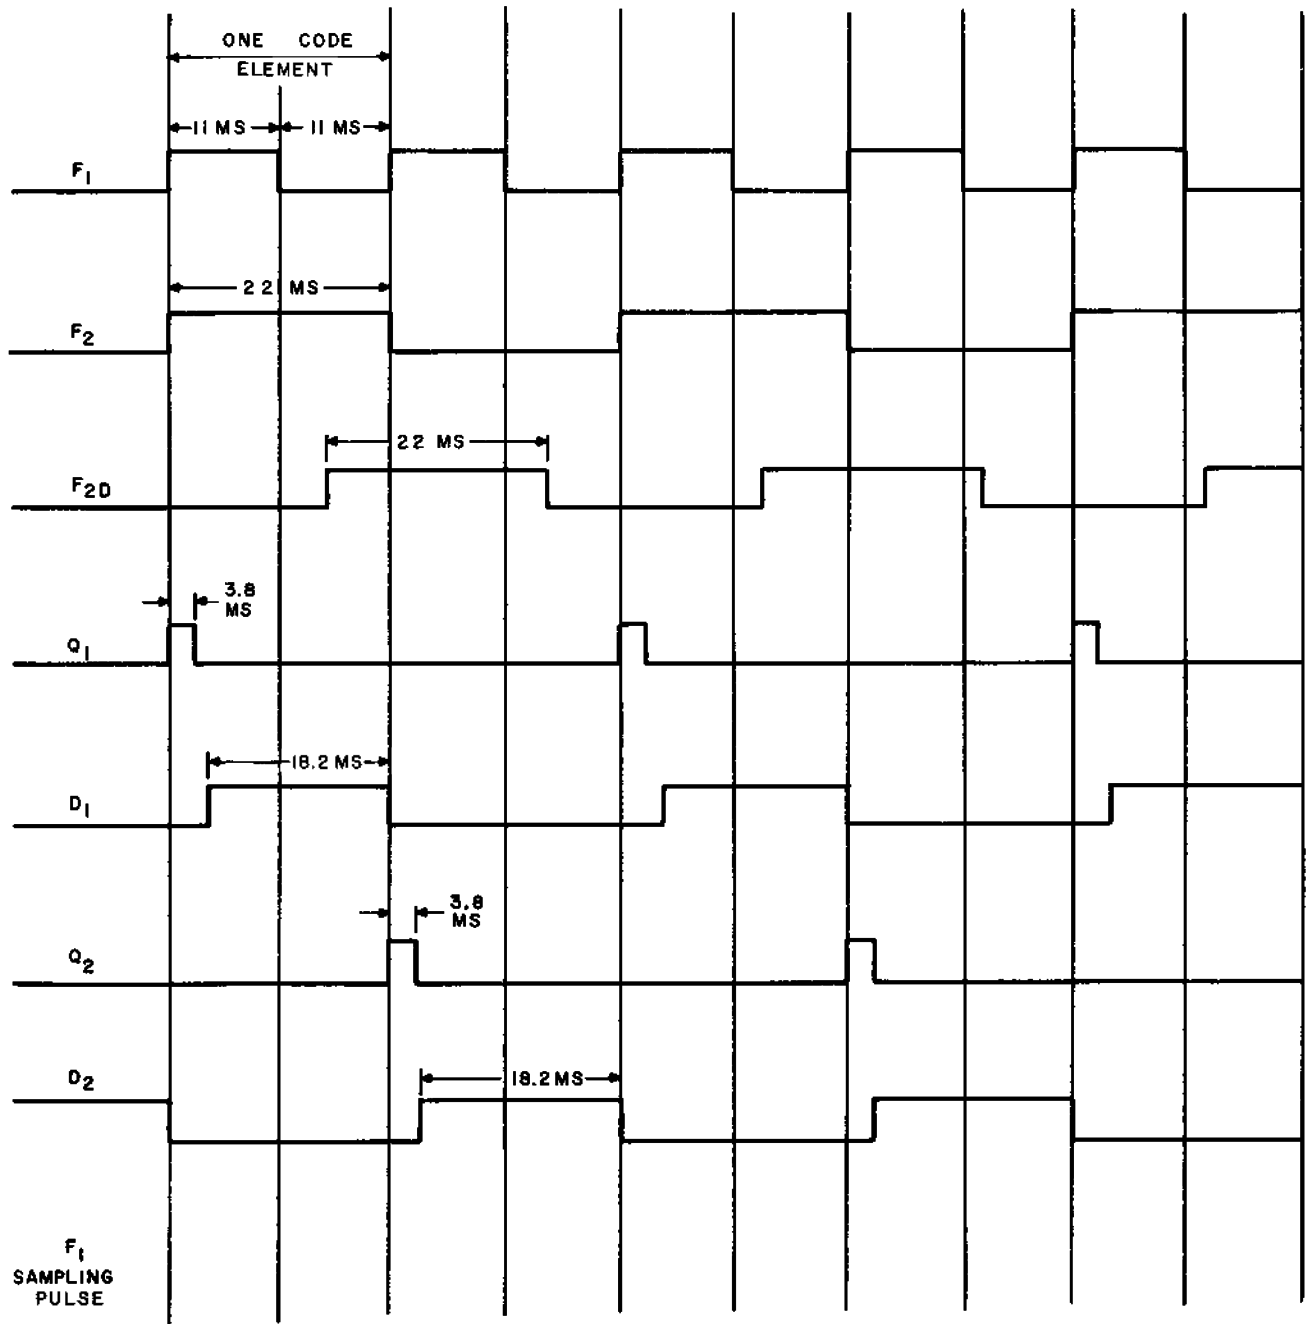 ONE CODE
ELEMENT
11 MS 11 MS
F1
22 MS
F2
22 MS
F2D
3.8
MS
Q1
18.2 MS
D1
3.8
MS
Q2
D2
18.2 MS
F1
SAMPLING
PULSE